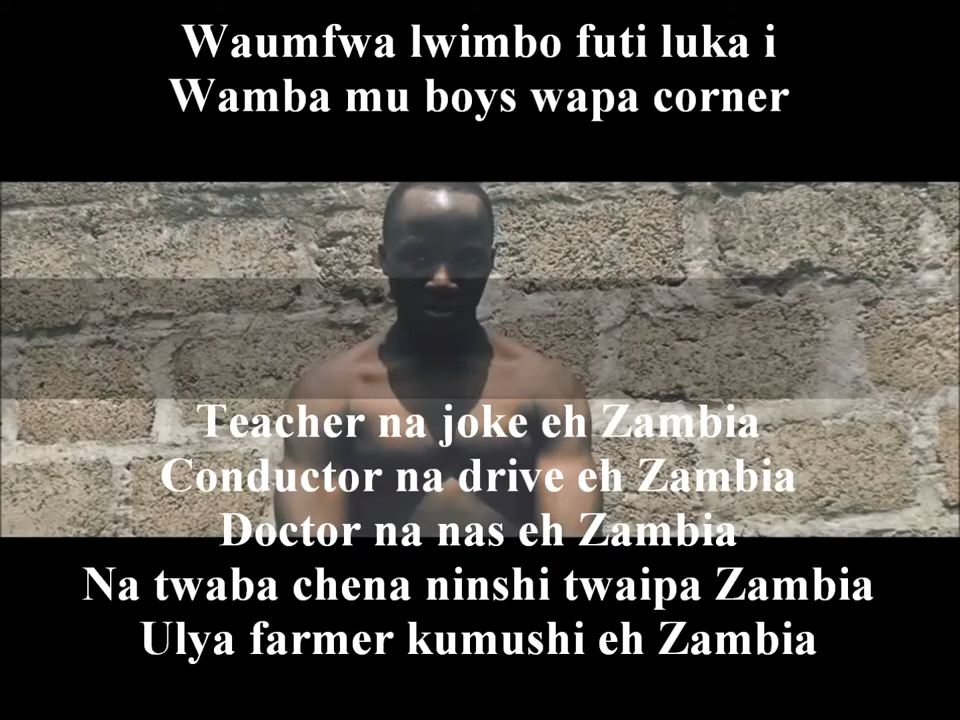 Waumfwa lwimbo futi luka i
Wamba mu boys wapa corner
Teacher na joke eh Zambia
Conductor na drive eh Zambia
Doctor na nas eh Zambia
Na twaba chena ninshi twaipa Zambia
Ulya farmer kumushi eh Zambia